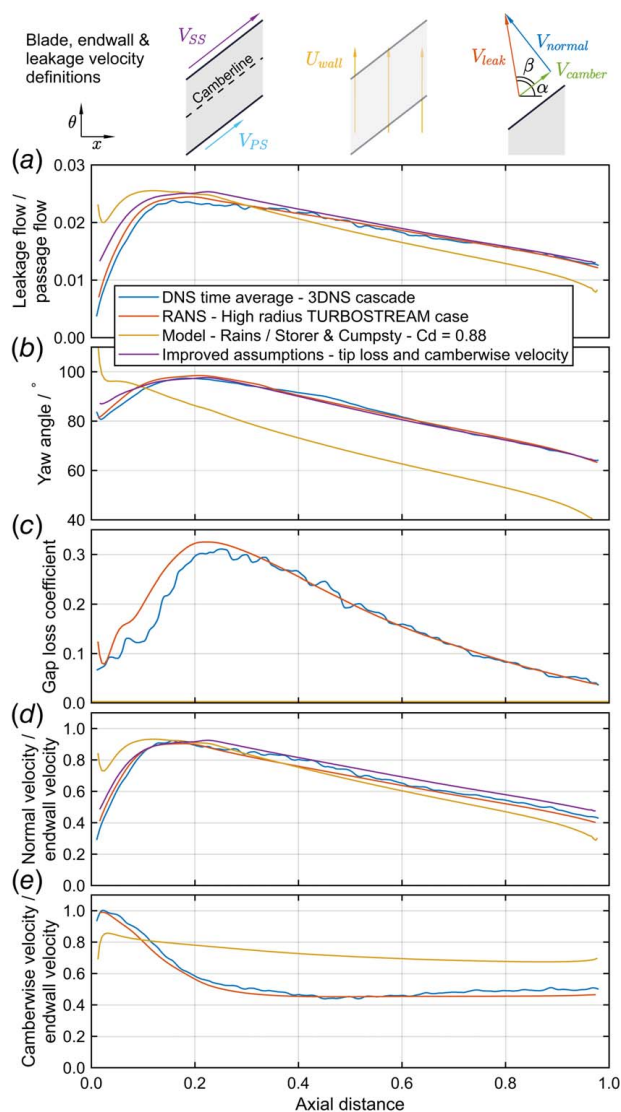 Blade, endwall &
leakage velocity
definitions
θ
x
V_SS
Camberline
V_PS
U_wall
V_leak
V_normal
V_camber
β
α
(a)
Leakage flow /
passage flow
0.03
0.02
0.01
0.00
DNS time average - 3DNS cascade
RANS - High radius TURBOSTREAM case
Model - Rains / Storer & Cumpsty - Cd = 0.88
Improved assumptions - tip loss and camberwise velocity
(b)
Yaw angle / °
100
80
60
40
(c)
Gap loss coefficient
0.3
0.2
0.1
0.0
(d)
Normal velocity /
endwall velocity
1.0
0.8
0.6
0.4
0.2
0.0
(e)
Camberwise velocity /
endwall velocity
1.0
0.8
0.6
0.4
0.2
0.0
0.0 0.2 0.4 0.6 0.8 1.0
Axial distance